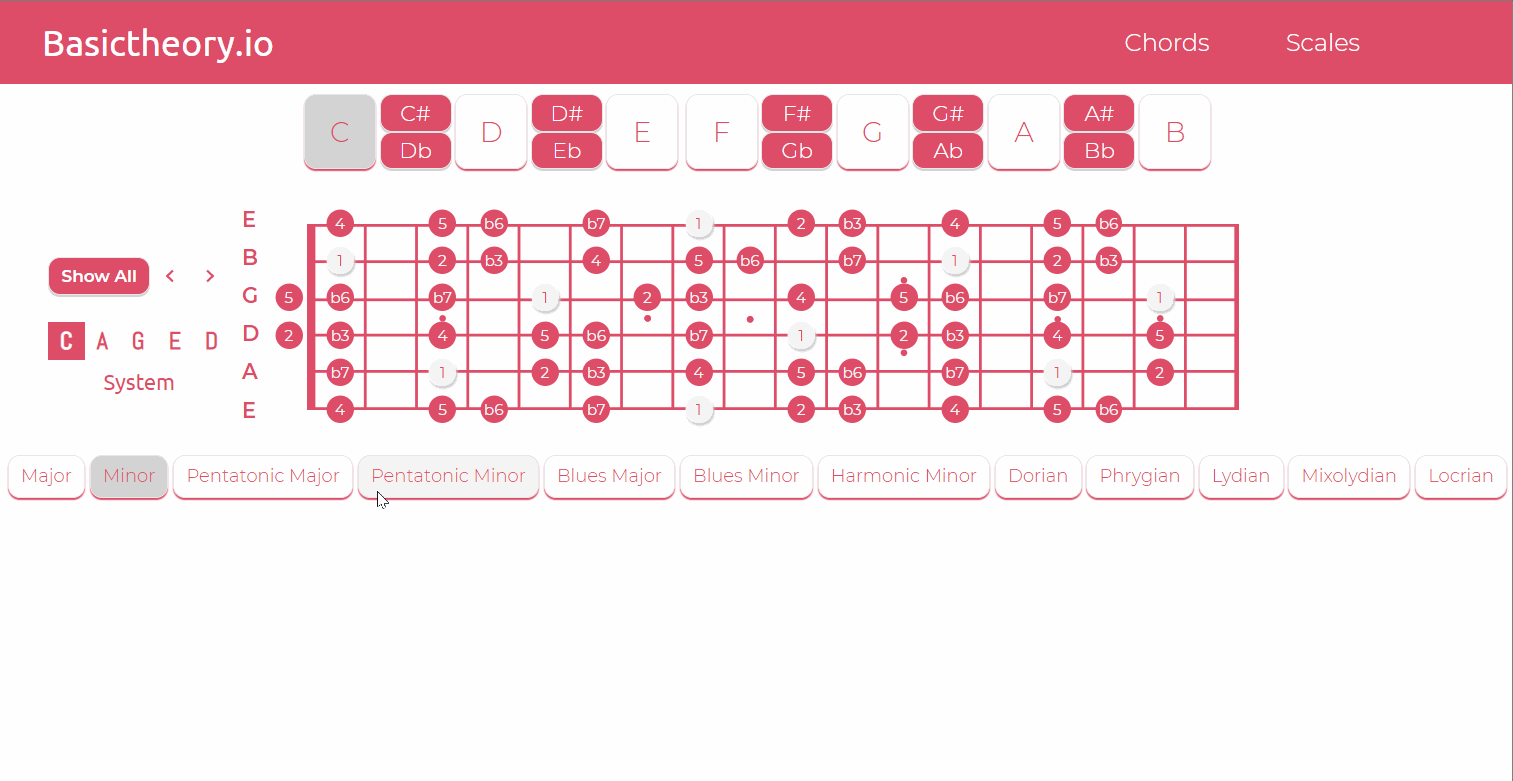 Basictheory.io Chords Scales
C# D# F# G# A#
C D E F G A B
Db Eb Gb Ab Bb
E 4 5 b6 b7 1 2 b3 4 5 b6
B 1 2 b3 4 5 b6 b7 1 2 b3
Show All < >
G 5 b6 b7 1 2 b3 4 5 b6 b7 1
C A G E D
D 2 b3 4 5 b6 b7 1 2 b3 4 5
System
A b7 1 2 b3 4 5 b6 b7 1 2
E 4 5 b6 b7 1 2 b3 4 5 b6
Major Minor Pentatonic Major Pentatonic Minor Blues Major Blues Minor Harmonic Minor Dorian Phrygian Lydian Mixolydian Locrian